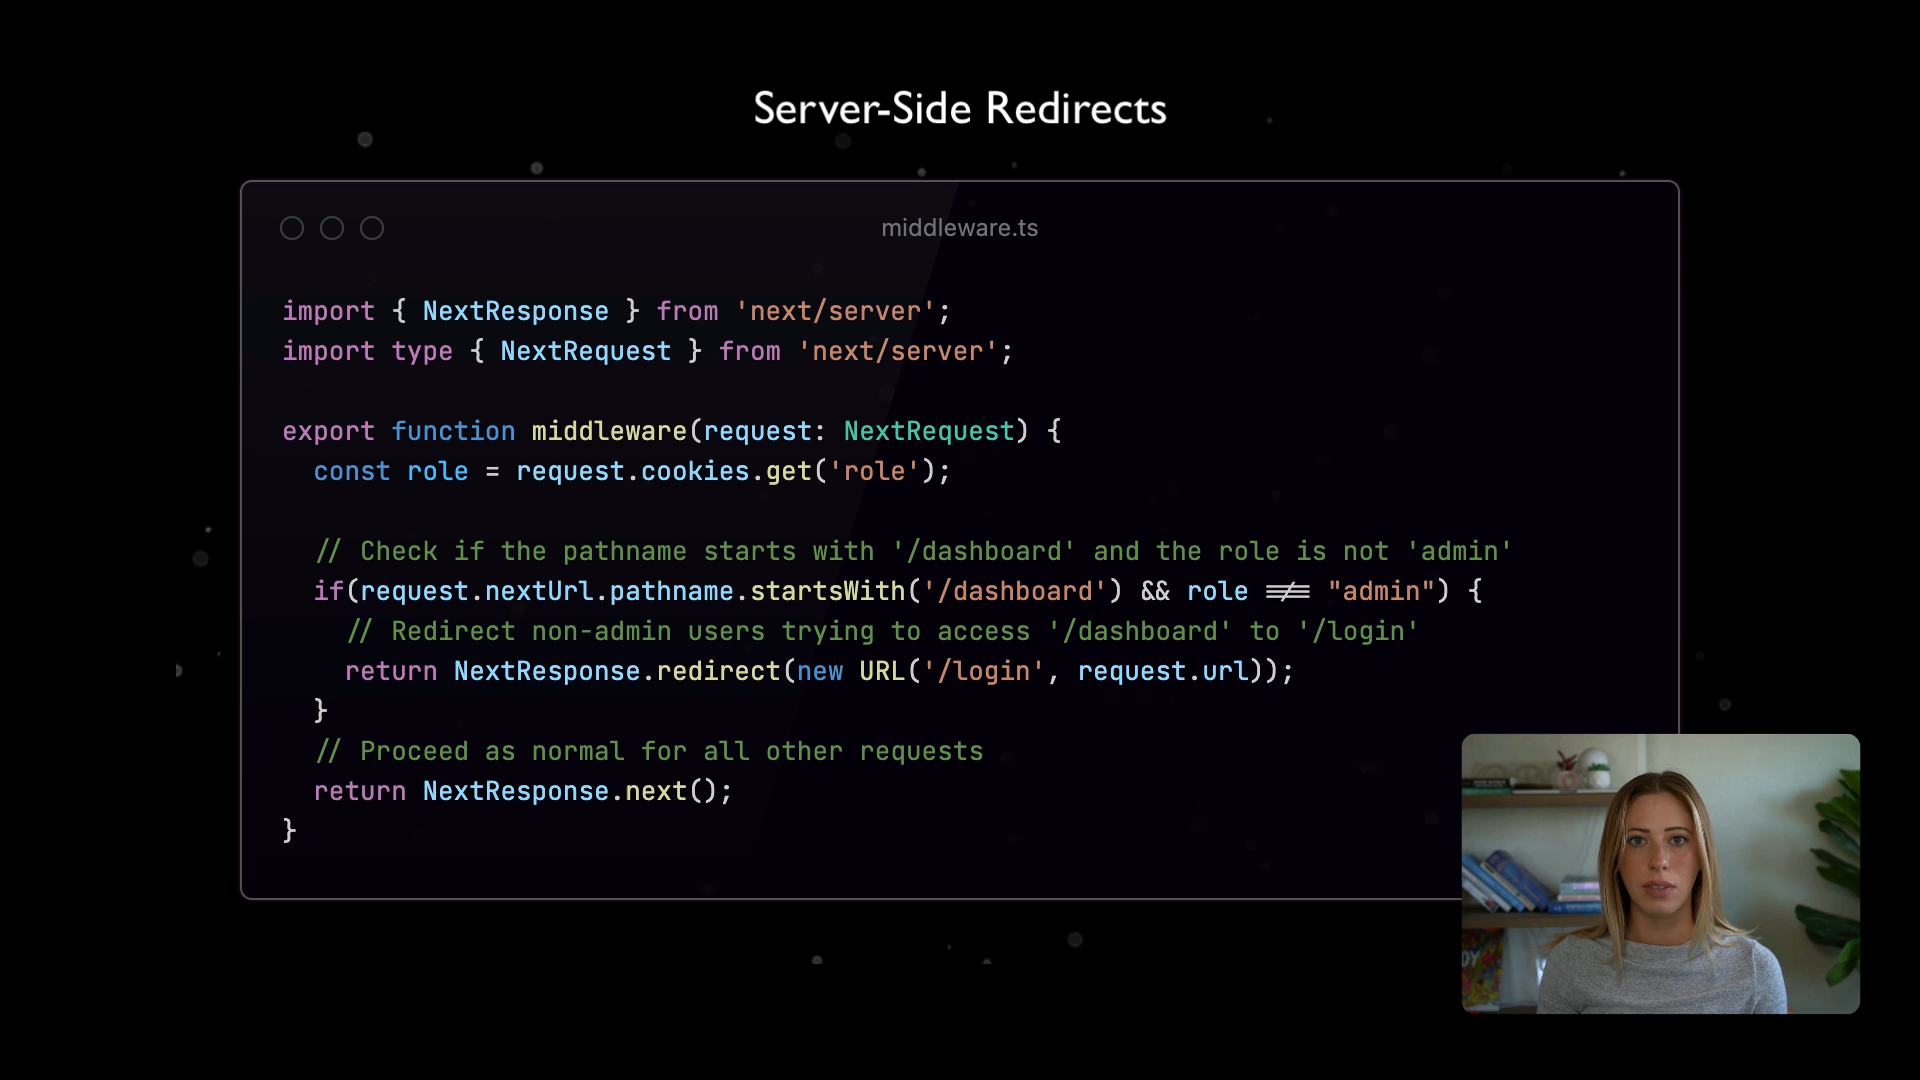 Server-Side Redirects
middleware.ts
import { NextResponse } from 'next/server';
import type { NextRequest } from 'next/server';
export function middleware(request: NextRequest) {
const role = request.cookies.get('role');
// Check if the pathname starts with '/dashboard' and the role is not 'admin'
if(request.nextUrl.pathname.startsWith('/dashboard') && role !== "admin") {
// Redirect non-admin users trying to access '/dashboard' to '/login'
return NextResponse.redirect(new URL('/login', request.url));
}
// Proceed as normal for all other requests
return NextResponse.next();
}